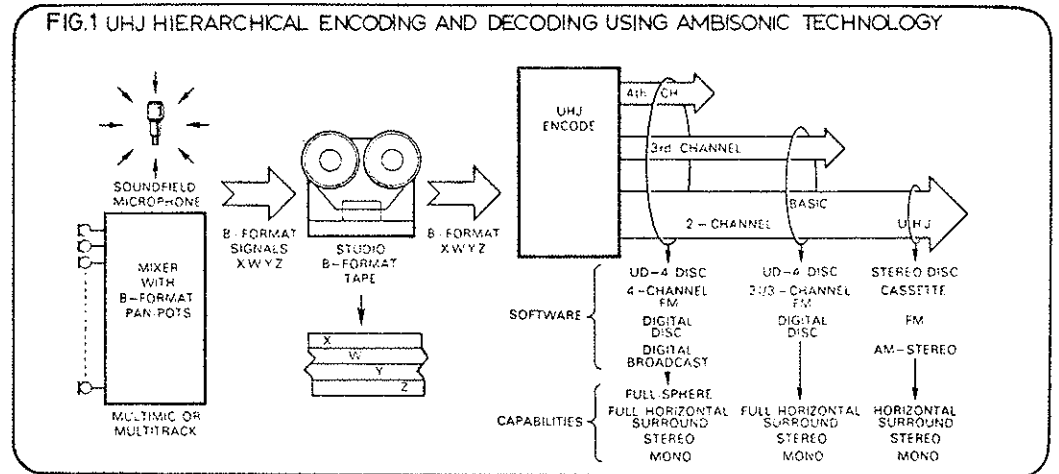 FIG.1 UHJ HIERARCHICAL ENCODING AND DECODING USING AMBISONIC TECHNOLOGY
SOUNDFIELD
MICROPHONE
MIXER
WITH
B-FORMAT
PAN-POTS
MULTIMIC OR
MULTITRACK
B-FORMAT
SIGNALS
XWYZ
STUDIO
B-FORMAT
TAPE
X
W
Y
Z
B-FORMAT
XWYZ
UHJ
ENCODE
4th CH
3rd CHANNEL
BASIC
2-CHANNEL UHJ
SOFTWARE
UD-4 DISC
4-CHANNEL
FM
DIGITAL
DISC
DIGITAL
BROADCAST
UD-4 DISC
2½/3-CHANNEL
FM
DIGITAL
DISC
STEREO DISC
CASSETTE
FM
AM-STEREO
CAPABILITIES
FULL SPHERE
FULL HORIZONTAL
SURROUND
STEREO
MONO
FULL HORIZONTAL
SURROUND
STEREO
MONO
HORIZONTAL
SURROUND
STEREO
MONO